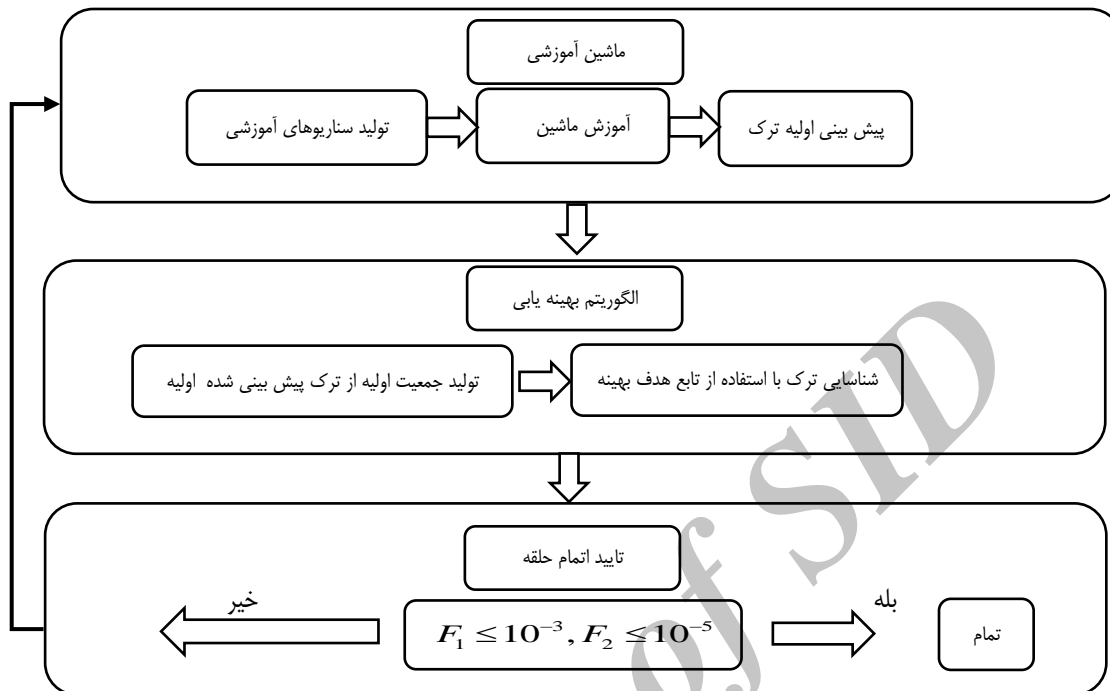 ماشین آموزشی
تولید سناریوهای آموزشی
آموزش ماشین
پیش بینی اولیه ترک
الگوریتم بهینه یابی
تولید جمعیت اولیه از ترک پیش بینی شده اولیه
شناسایی ترک با استفاده از تابع هدف بهینه
تایید اتمام حلقه
خیر
F₁ ≤ 10⁻³, F₂ ≤ 10⁻⁵
بله
تمام
of SID